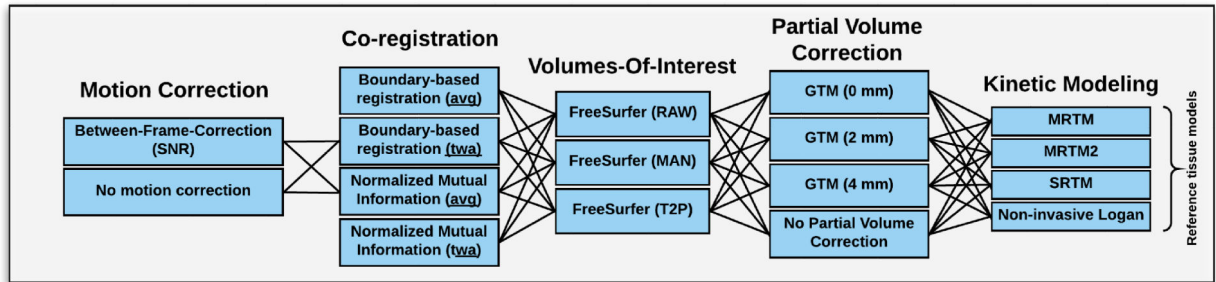 Motion Correction
Between-Frame-Correction
(SNR)
No motion correction
Co-registration
Boundary-based
registration (avg)
Boundary-based
registration (twa)
Normalized Mutual
Information (avg)
Normalized Mutual
Information (twa)
Volumes-Of-Interest
FreeSurfer (RAW)
FreeSurfer (MAN)
FreeSurfer (T2P)
Partial Volume
Correction
GTM (0 mm)
GTM (2 mm)
GTM (4 mm)
No Partial Volume
Correction
Kinetic Modeling
MRTM
MRTM2
SRTM
Non-invasive Logan
Reference tissue models